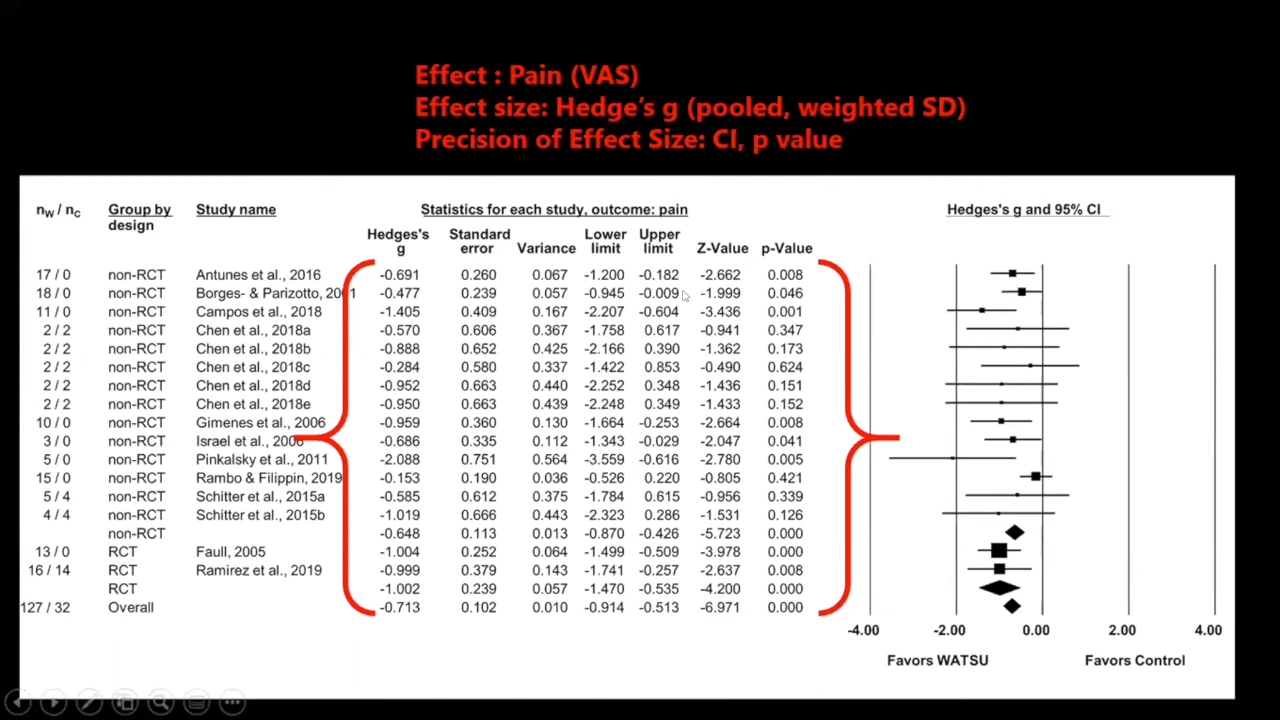 Effect : Pain (VAS)
Effect size: Hedge's g (pooled, weighted SD)
Precision of Effect Size: CI, p value
nW / nC Group by design Study name Statistics for each study, outcome: pain Hedges's g and 95% CI
Hedges's g Standard error Variance Lower limit Upper limit Z-Value p-Value
17 / 0 non-RCT Antunes et al., 2016 -0.691 0.260 0.067 -1.200 -0.182 -2.662 0.008
18 / 0 non-RCT Borges- & Parizotto, 2001 -0.477 0.239 0.057 -0.945 -0.009 -1.999 0.046
11 / 0 non-RCT Campos et al., 2018 -1.405 0.409 0.167 -2.207 -0.604 -3.436 0.001
2 / 2 non-RCT Chen et al., 2018a -0.570 0.606 0.367 -1.758 0.617 -0.941 0.347
2 / 2 non-RCT Chen et al., 2018b -0.888 0.652 0.425 -2.166 0.390 -1.362 0.173
2 / 2 non-RCT Chen et al., 2018c -0.284 0.580 0.337 -1.422 0.853 -0.490 0.624
2 / 2 non-RCT Chen et al., 2018d -0.952 0.663 0.440 -2.252 0.348 -1.436 0.151
2 / 2 non-RCT Chen et al., 2018e -0.950 0.663 0.439 -2.248 0.349 -1.433 0.152
10 / 0 non-RCT Gimenes et al., 2006 -0.959 0.360 0.130 -1.664 -0.253 -2.664 0.008
3 / 0 non-RCT Israel et al., 2006 -0.686 0.335 0.112 -1.343 -0.029 -2.047 0.041
5 / 0 non-RCT Pinkalsky et al., 2011 -2.088 0.751 0.564 -3.559 -0.616 -2.780 0.005
15 / 0 non-RCT Rambo & Filippin, 2019 -0.153 0.190 0.036 -0.526 0.220 -0.805 0.421
5 / 4 non-RCT Schitter et al., 2015a -0.585 0.612 0.375 -1.784 0.615 -0.956 0.339
4 / 4 non-RCT Schitter et al., 2015b -1.019 0.666 0.443 -2.323 0.286 -1.531 0.126
non-RCT -0.648 0.113 0.013 -0.870 -0.426 -5.723 0.000
13 / 0 RCT Faull, 2005 -1.004 0.252 0.064 -1.499 -0.509 -3.978 0.000
16 / 14 RCT Ramirez et al., 2019 -0.999 0.379 0.143 -1.741 -0.257 -2.637 0.008
RCT -1.002 0.239 0.057 -1.470 -0.535 -4.200 0.000
127 / 32 Overall -0.713 0.102 0.010 -0.914 -0.513 -6.971 0.000
-4.00 -2.00 0.00 2.00 4.00
Favors WATSU Favors Control